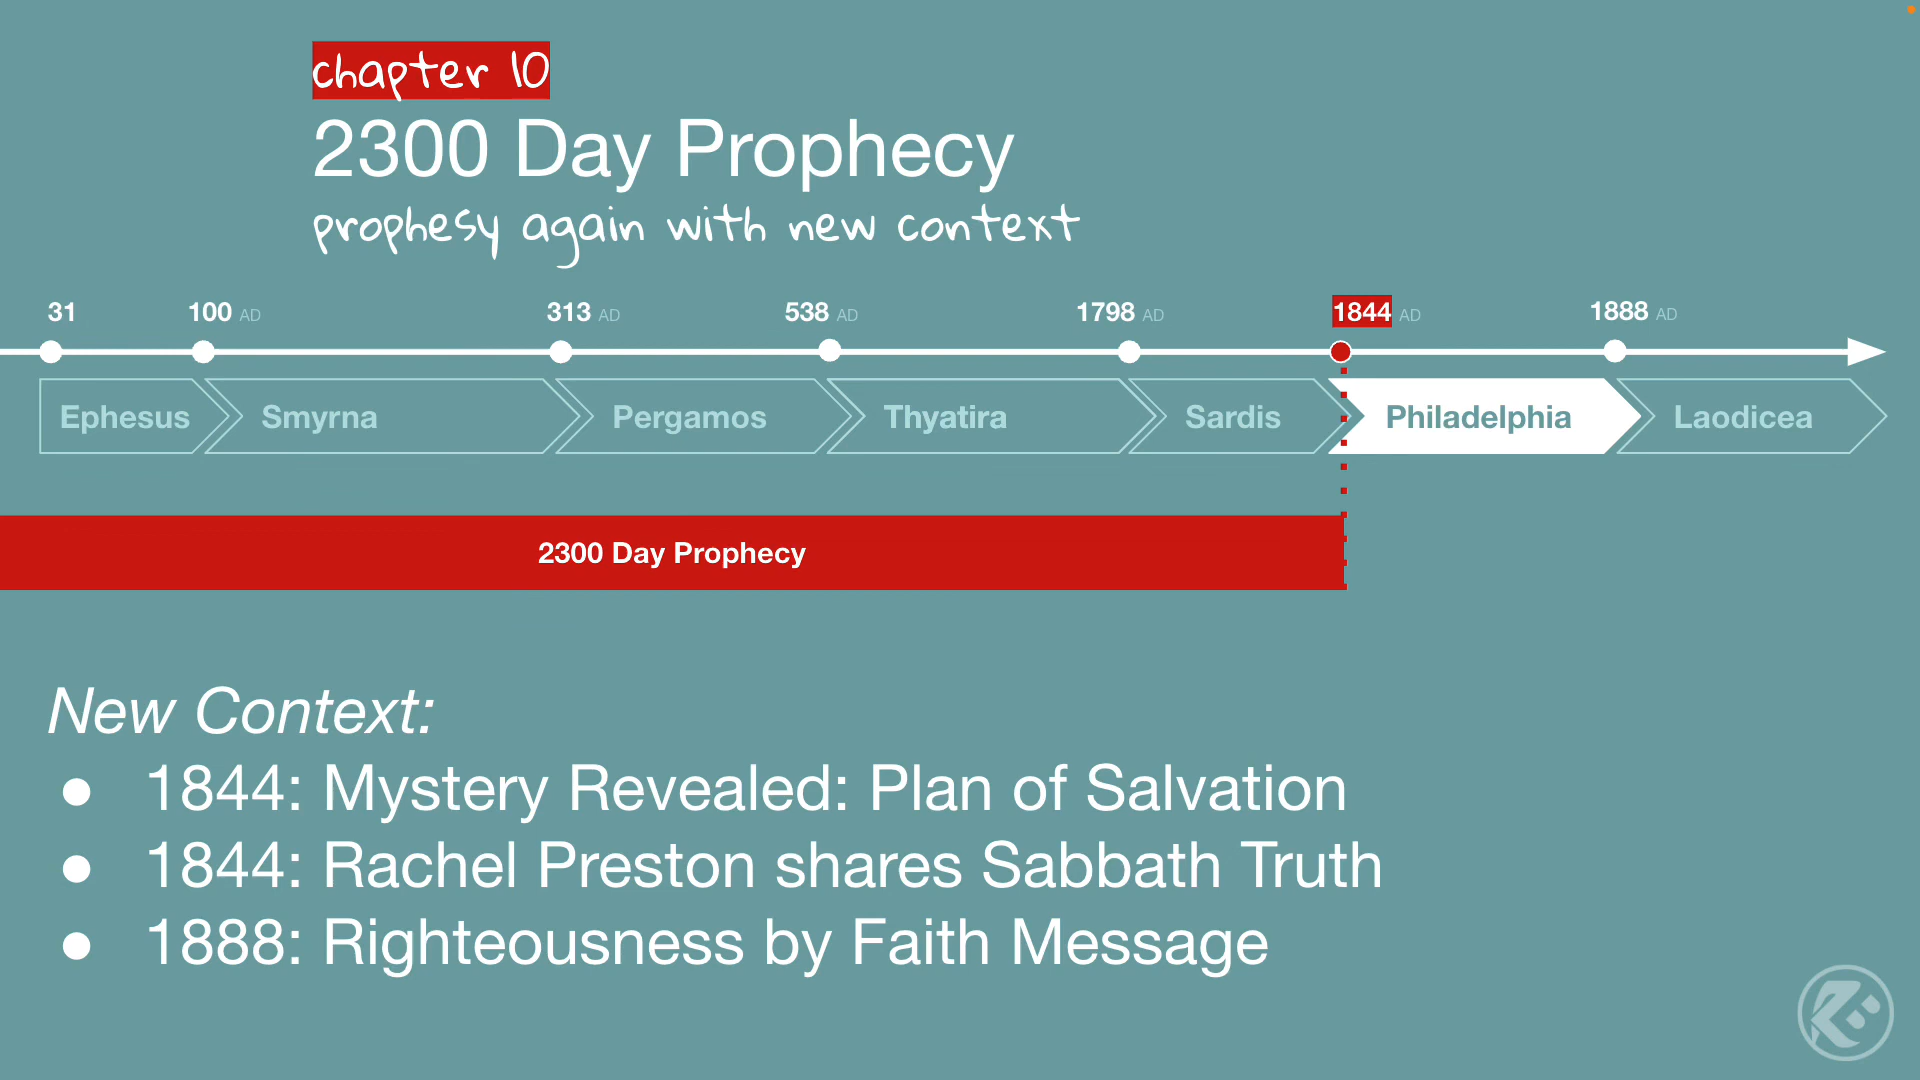 chapter 10
2300 Day Prophecy
prophesy again with new context
31 100 AD 313 AD 538 AD 1798 AD 1844 AD 1888 AD
Ephesus Smyrna Pergamos Thyatira Sardis Philadelphia Laodicea
2300 Day Prophecy
New Context:
● 1844: Mystery Revealed: Plan of Salvation
● 1844: Rachel Preston shares Sabbath Truth
● 1888: Righteousness by Faith Message